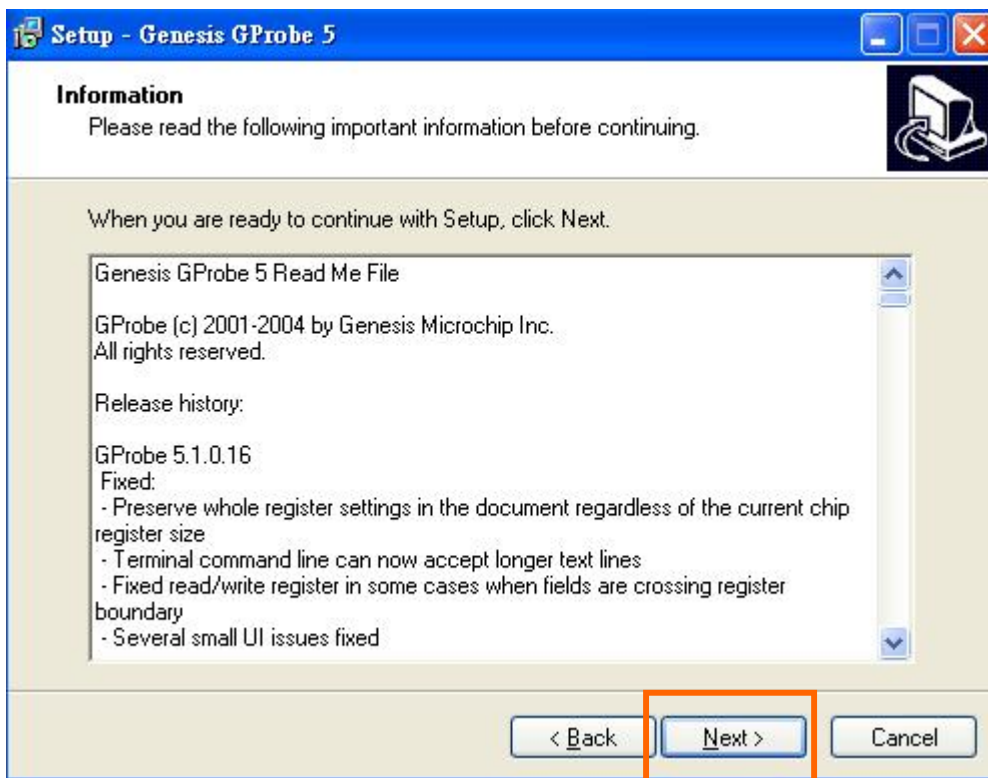 Setup - Genesis GProbe 5
Information
Please read the following important information before continuing.
When you are ready to continue with Setup, click Next.
Genesis GProbe 5 Read Me File
GProbe (c) 2001-2004 by Genesis Microchip Inc.
All rights reserved.
Release history:
GProbe 5.1.0.16
Fixed:
- Preserve whole register settings in the document regardless of the current chip
register size
- Terminal command line can now accept longer text lines
- Fixed read/write register in some cases when fields are crossing register
boundary
- Several small UI issues fixed
< Back Next > Cancel